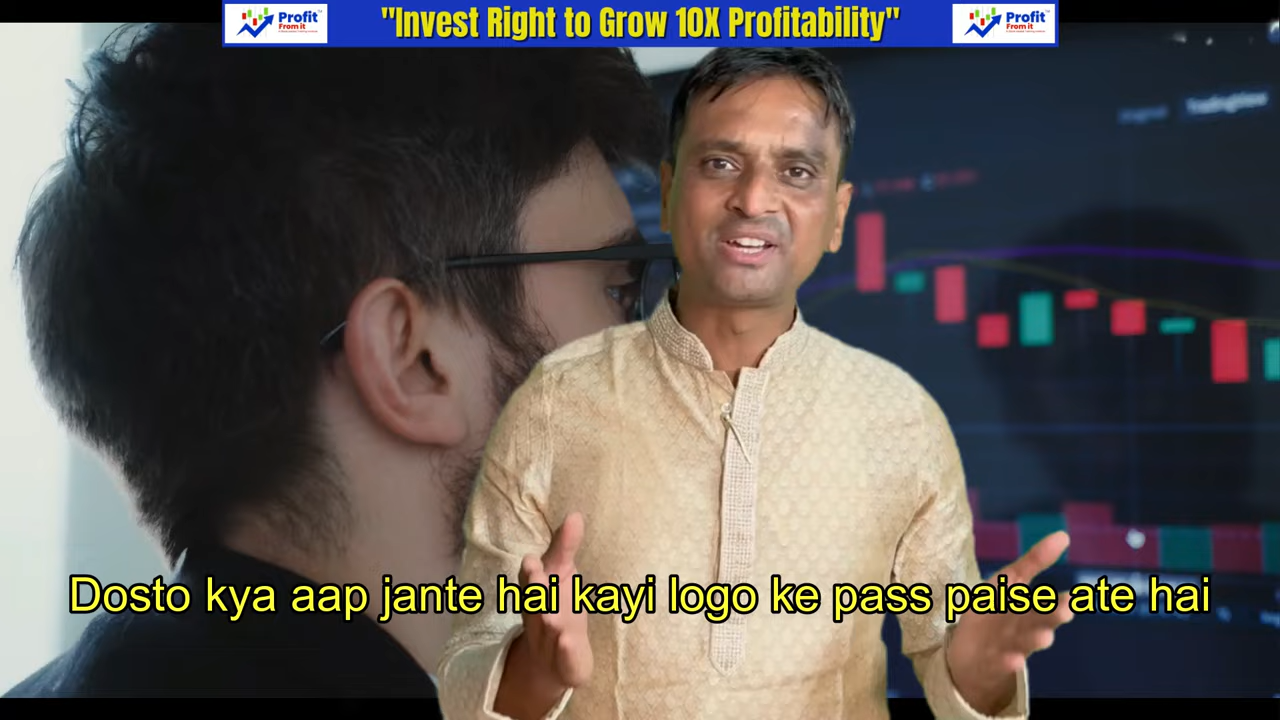 Profit
From it
"Invest Right to Grow 10X Profitability"
Profit
From it
TradingView
Dosto kya aap jante hai kayi logo ke pass paise ate hai